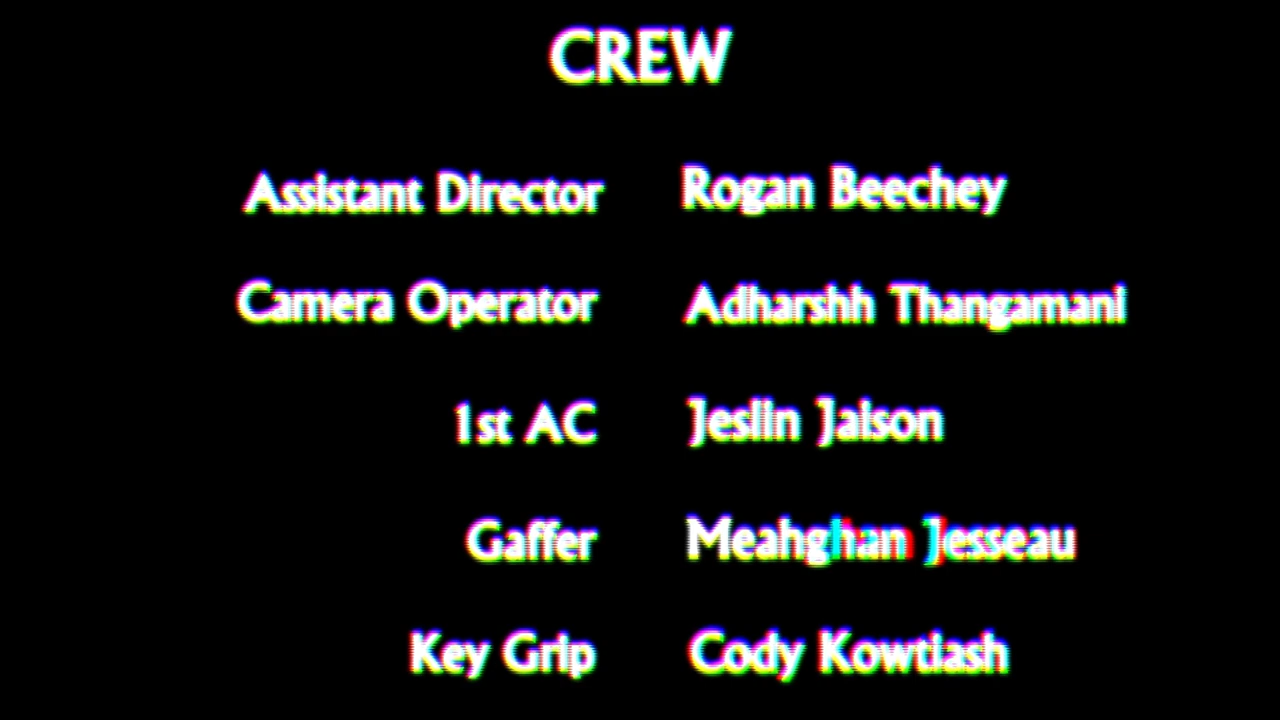 CREW
Assistant Director Rogan Beechey
Camera Operator Adharshh Thangamani
1st AC Jeslin Jaison
Gaffer Meahghan Jesseau
Key Grip Cody Kowtiash